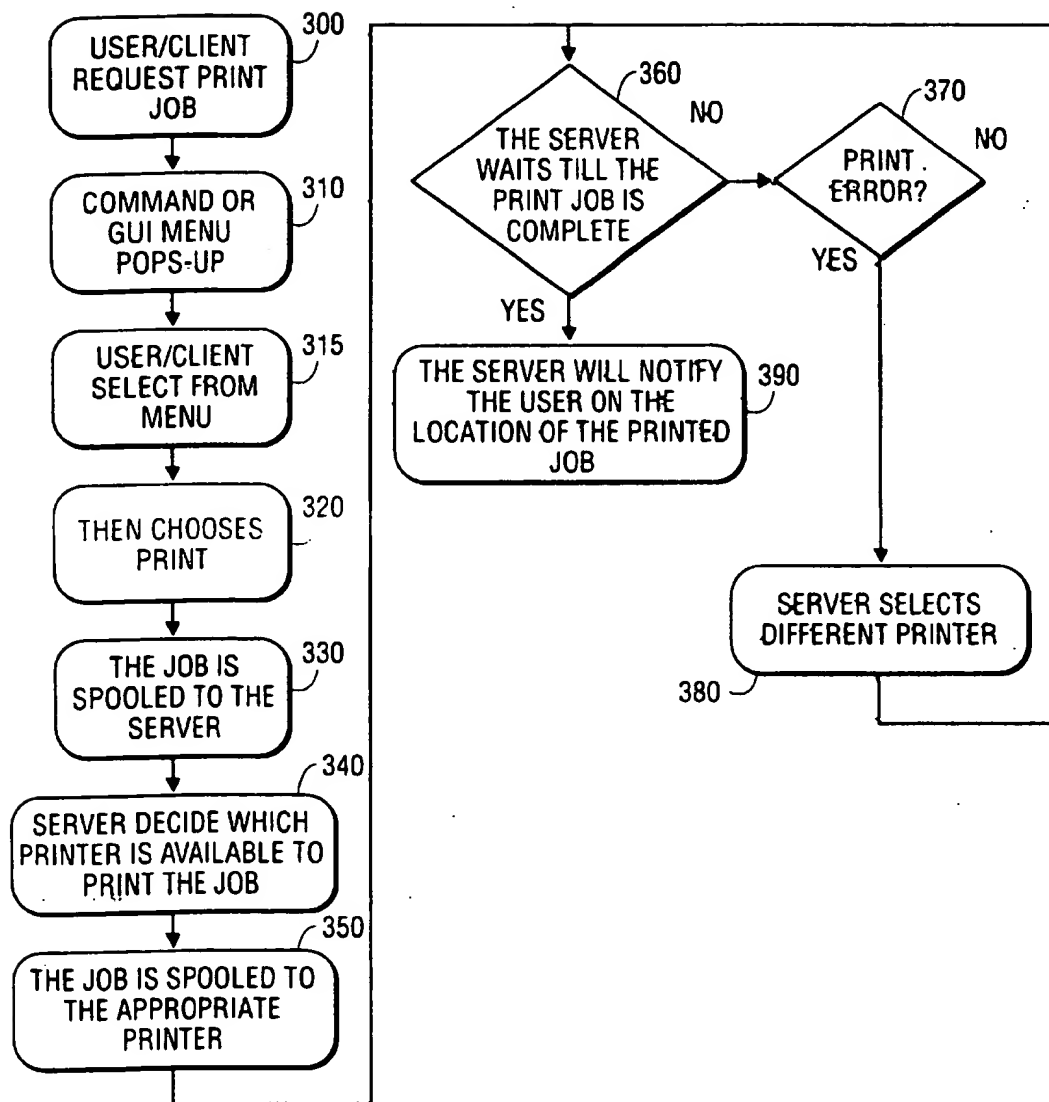 USER/CLIENT
REQUEST PRINT
JOB
300
COMMAND OR
GUI MENU
POPS-UP
310
USER/CLIENT
SELECT FROM
MENU
315
THEN CHOOSES
PRINT
320
THE JOB IS
SPOOLED TO THE
SERVER
330
SERVER DECIDE WHICH
PRINTER IS AVAILABLE TO
PRINT THE JOB
340
THE JOB IS SPOOLED TO
THE APPROPRIATE
PRINTER
350
THE SERVER
WAITS TILL THE
PRINT JOB IS
COMPLETE
360
NO
YES
PRINT
ERROR?
370
NO
YES
THE SERVER WILL NOTIFY
THE USER ON THE
LOCATION OF THE PRINTED
JOB
390
SERVER SELECTS
DIFFERENT PRINTER
380